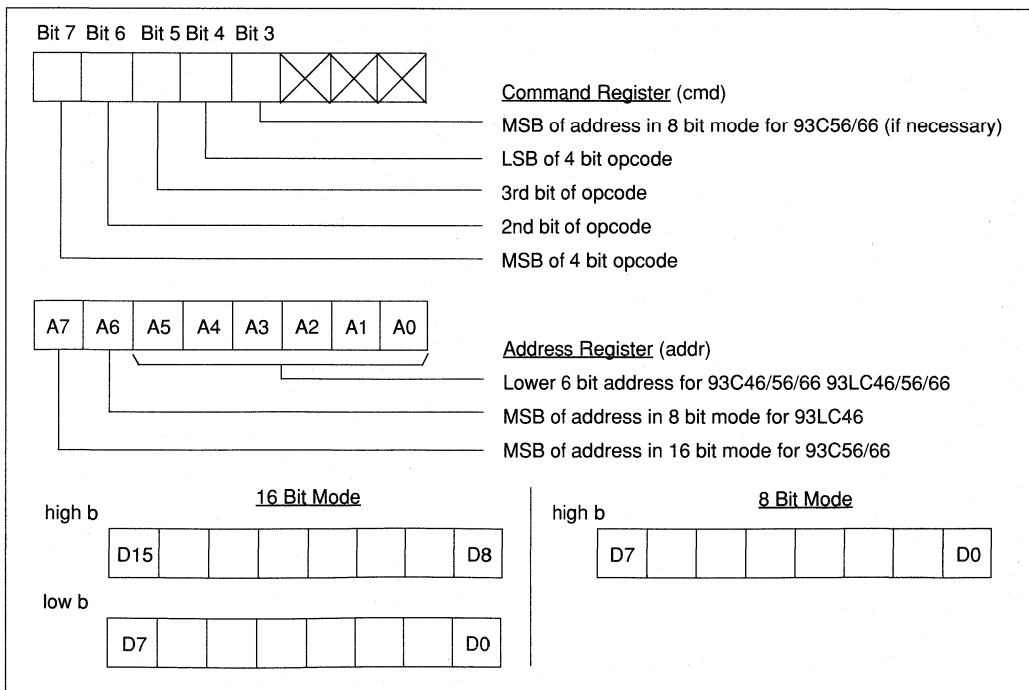 Bit 7 Bit 6 Bit 5 Bit 4 Bit 3
Command Register (cmd)
MSB of address in 8 bit mode for 93C56/66 (if necessary)
LSB of 4 bit opcode
3rd bit of opcode
2nd bit of opcode
MSB of 4 bit opcode
A7 A6 A5 A4 A3 A2 A1 A0
Address Register (addr)
Lower 6 bit address for 93C46/56/66 93LC46/56/66
MSB of address in 8 bit mode for 93LC46
MSB of address in 16 bit mode for 93C56/66
16 Bit Mode
high b
D15 D8
low b
D7 D0
8 Bit Mode
high b
D7 D0